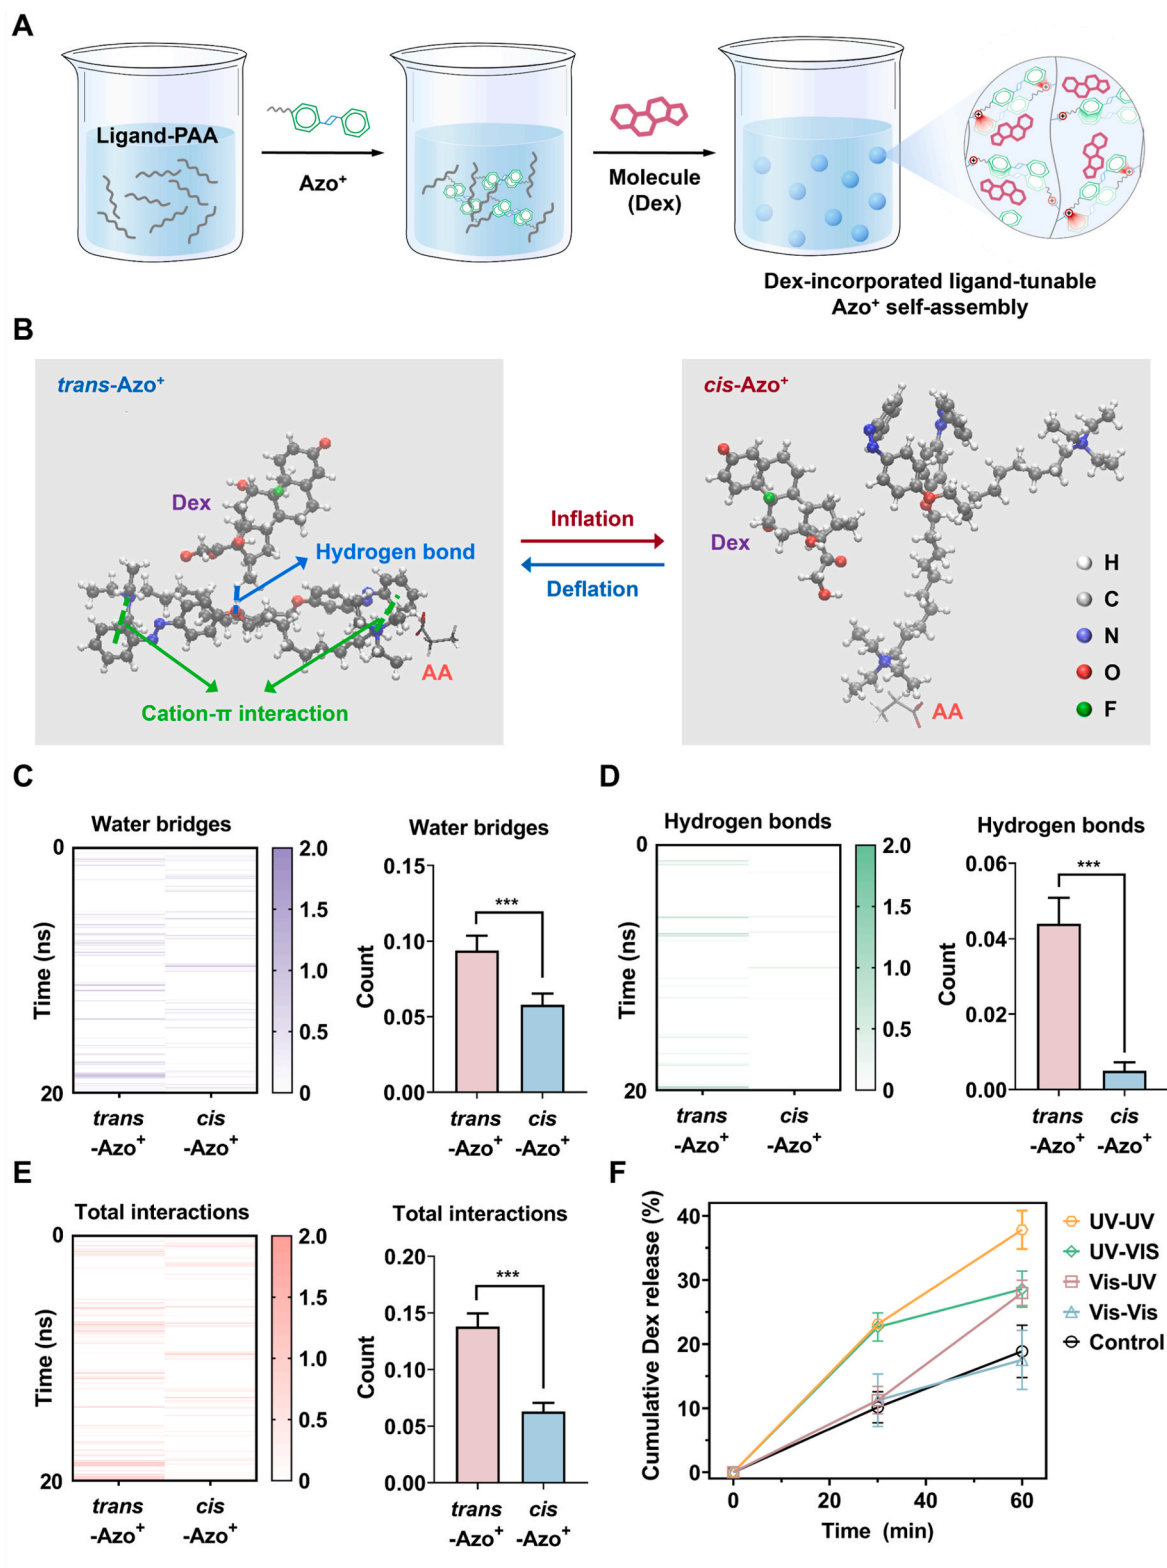 A
Ligand-PAA
Azo+
Molecule
(Dex)
Dex-incorporated ligand-tunable
Azo+ self-assembly
B
trans-Azo+
Dex
Hydrogen bond
AA
Cation-π interaction
Inflation
Deflation
cis-Azo+
Dex
AA
H
C
N
O
F
C
Water bridges
0
Time (ns)
20
trans
-Azo+
cis
-Azo+
2.0
1.5
1.0
0.5
0
Water bridges
0.15
0.10
0.05
0.00
Count
***
trans
-Azo+
cis
-Azo+
D
Hydrogen bonds
0
Time (ns)
20
trans
-Azo+
cis
-Azo+
2.0
1.5
1.0
0.5
0
Hydrogen bonds
0.06
0.04
0.02
0.00
Count
***
trans
-Azo+
cis
-Azo+
E
Total interactions
0
Time (ns)
20
trans
-Azo+
cis
-Azo+
2.0
1.5
1.0
0.5
0
Total interactions
0.20
0.15
0.10
0.05
0.00
Count
***
trans
-Azo+
cis
-Azo+
F
Cumulative Dex release (%)
40
30
20
10
0
0 20 40 60
Time (min)
UV-UV
UV-VIS
Vis-UV
Vis-Vis
Control